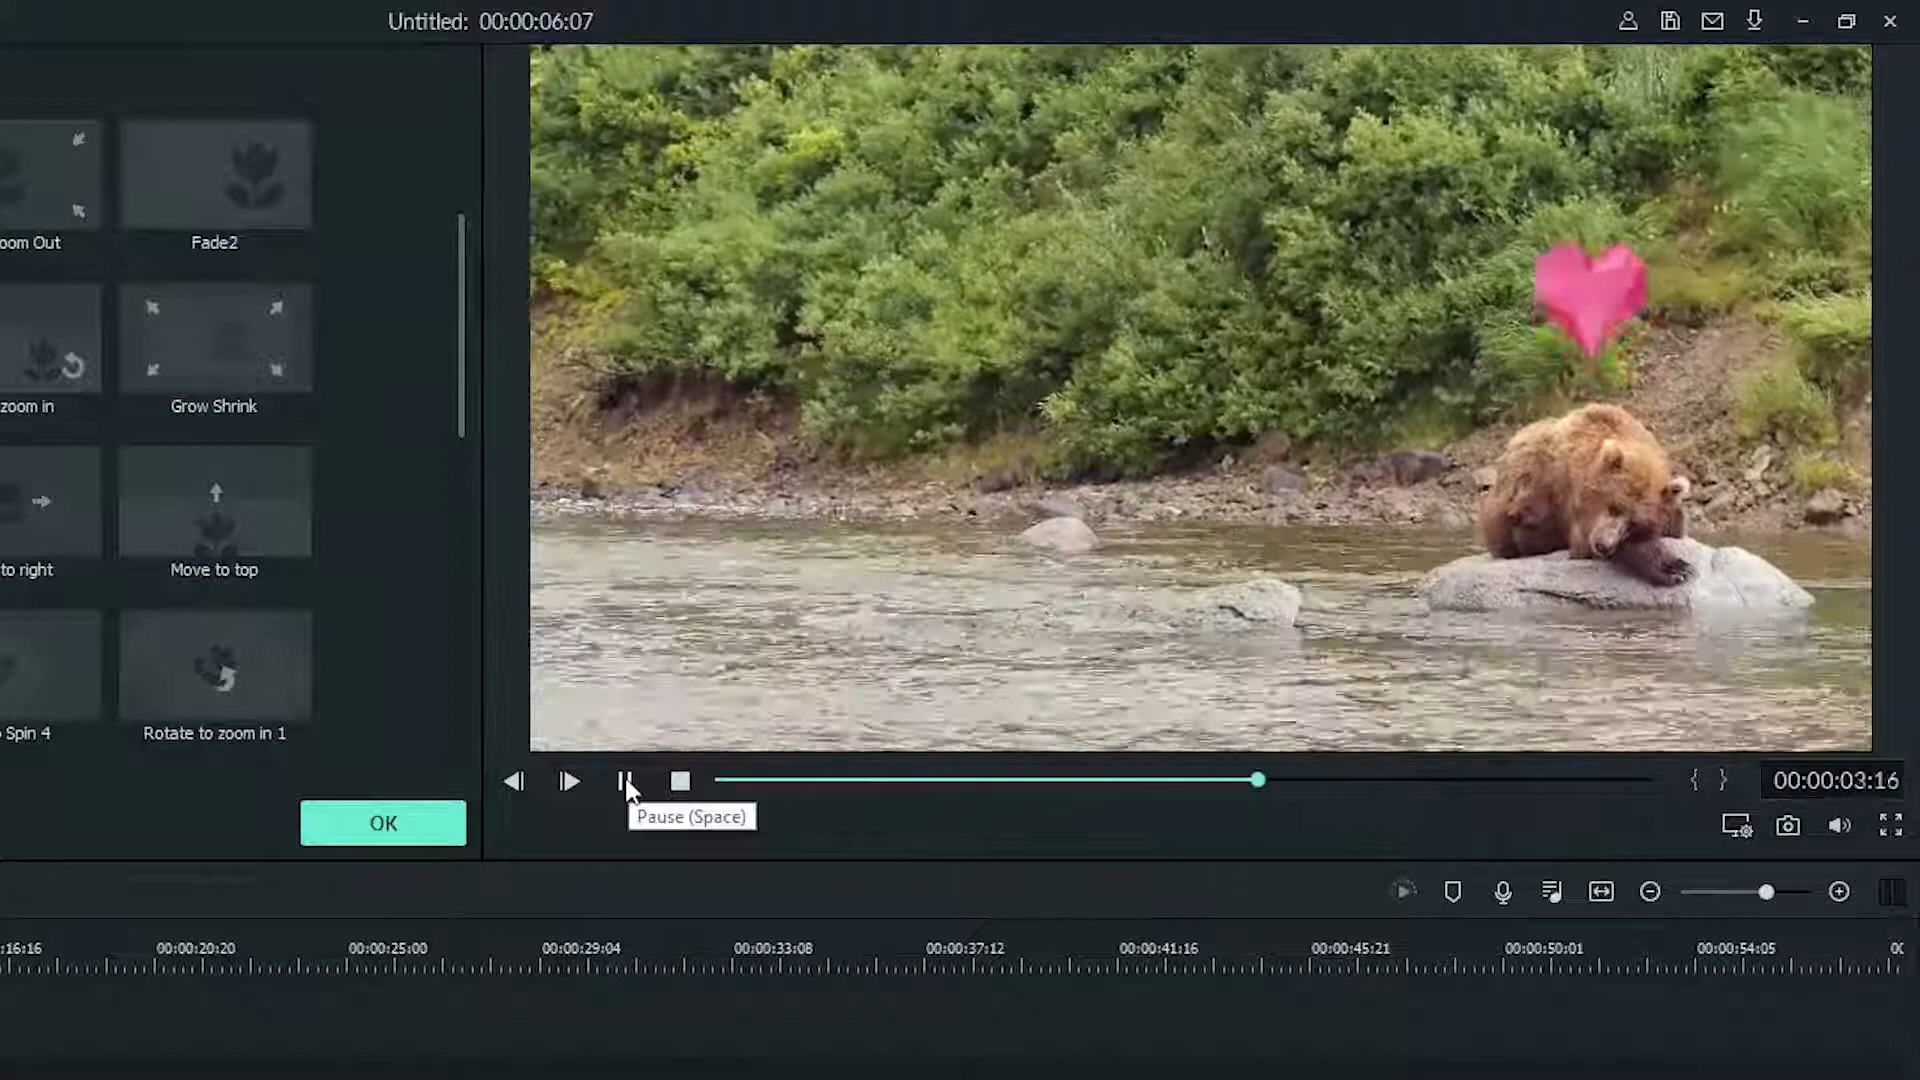 Untitled: 00:00:06:07
oom Out
Fade2
zoom in
Grow Shrink
to right
Move to top
Spin 4
Rotate to zoom in 1
OK
{ }
00:00:03:16
Pause (Space)
:16:16
00:00:20:20
00:00:25:00
00:00:29:04
00:00:33:08
00:00:37:12
00:00:41:16
00:00:45:21
00:00:50:01
00:00:54:05
00